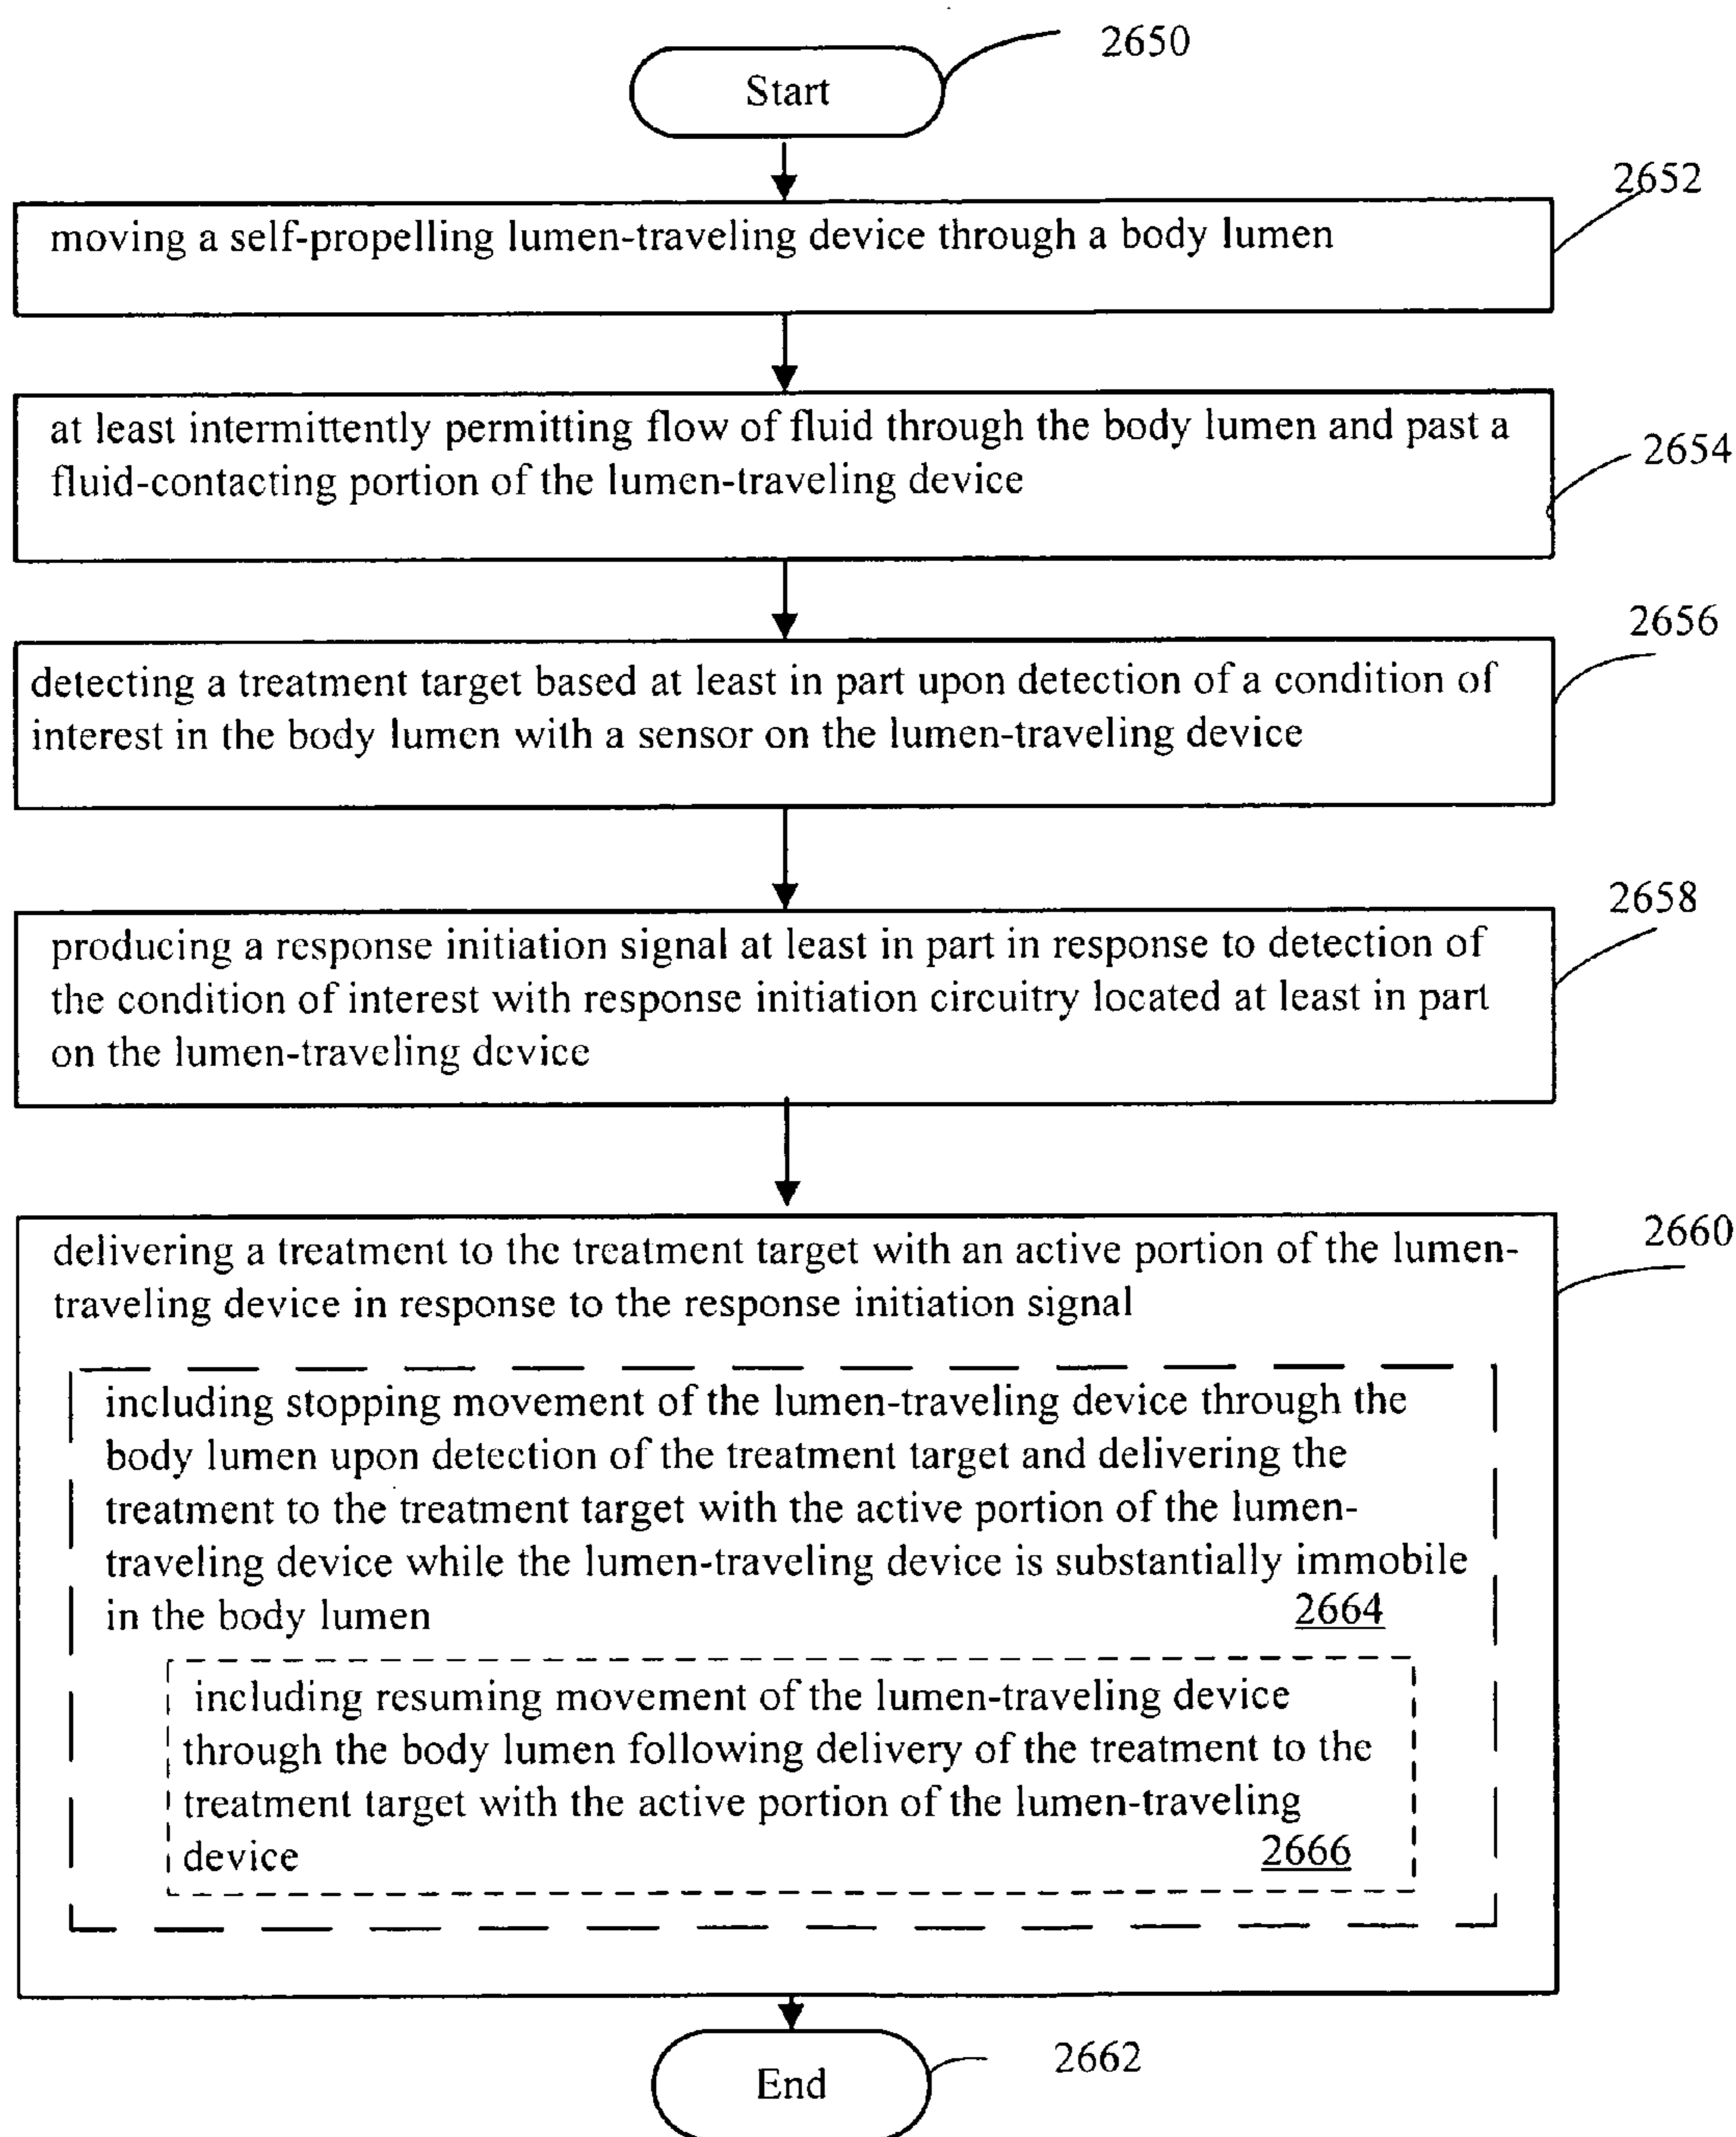 2650
Start
2652
moving a self-propelling lumen-traveling device through a body lumen
at least intermittently permitting flow of fluid through the body lumen and past a
fluid-contacting portion of the lumen-traveling device
2654
2656
detecting a treatment target based at least in part upon detection of a condition of
interest in the body lumen with a sensor on the lumen-traveling device
2658
producing a response initiation signal at least in part in response to detection of
the condition of interest with response initiation circuitry located at least in part
on the lumen-traveling device
2660
delivering a treatment to the treatment target with an active portion of the lumen-
traveling device in response to the response initiation signal
including stopping movement of the lumen-traveling device through the
body lumen upon detection of the treatment target and delivering the
treatment to the treatment target with the active portion of the lumen-
traveling device while the lumen-traveling device is substantially immobile
in the body lumen 2664
including resuming movement of the lumen-traveling device
through the body lumen following delivery of the treatment to the
treatment target with the active portion of the lumen-traveling
device 2666
End
2662